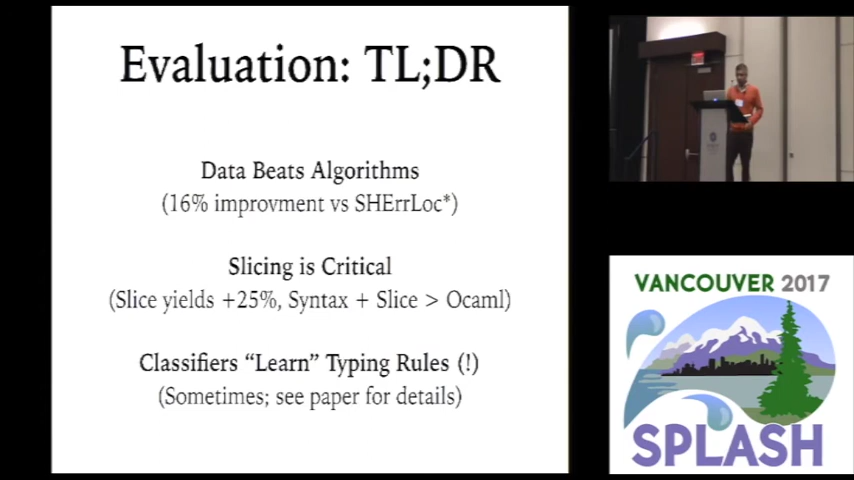 Evaluation: TL;DR
Data Beats Algorithms
(16% improvment vs SHErrLoc*)
Slicing is Critical
(Slice yields +25%, Syntax + Slice > Ocaml)
Classifiers “Learn” Typing Rules (!)
(Sometimes; see paper for details)
VANCOUVER 2017
SPLASH